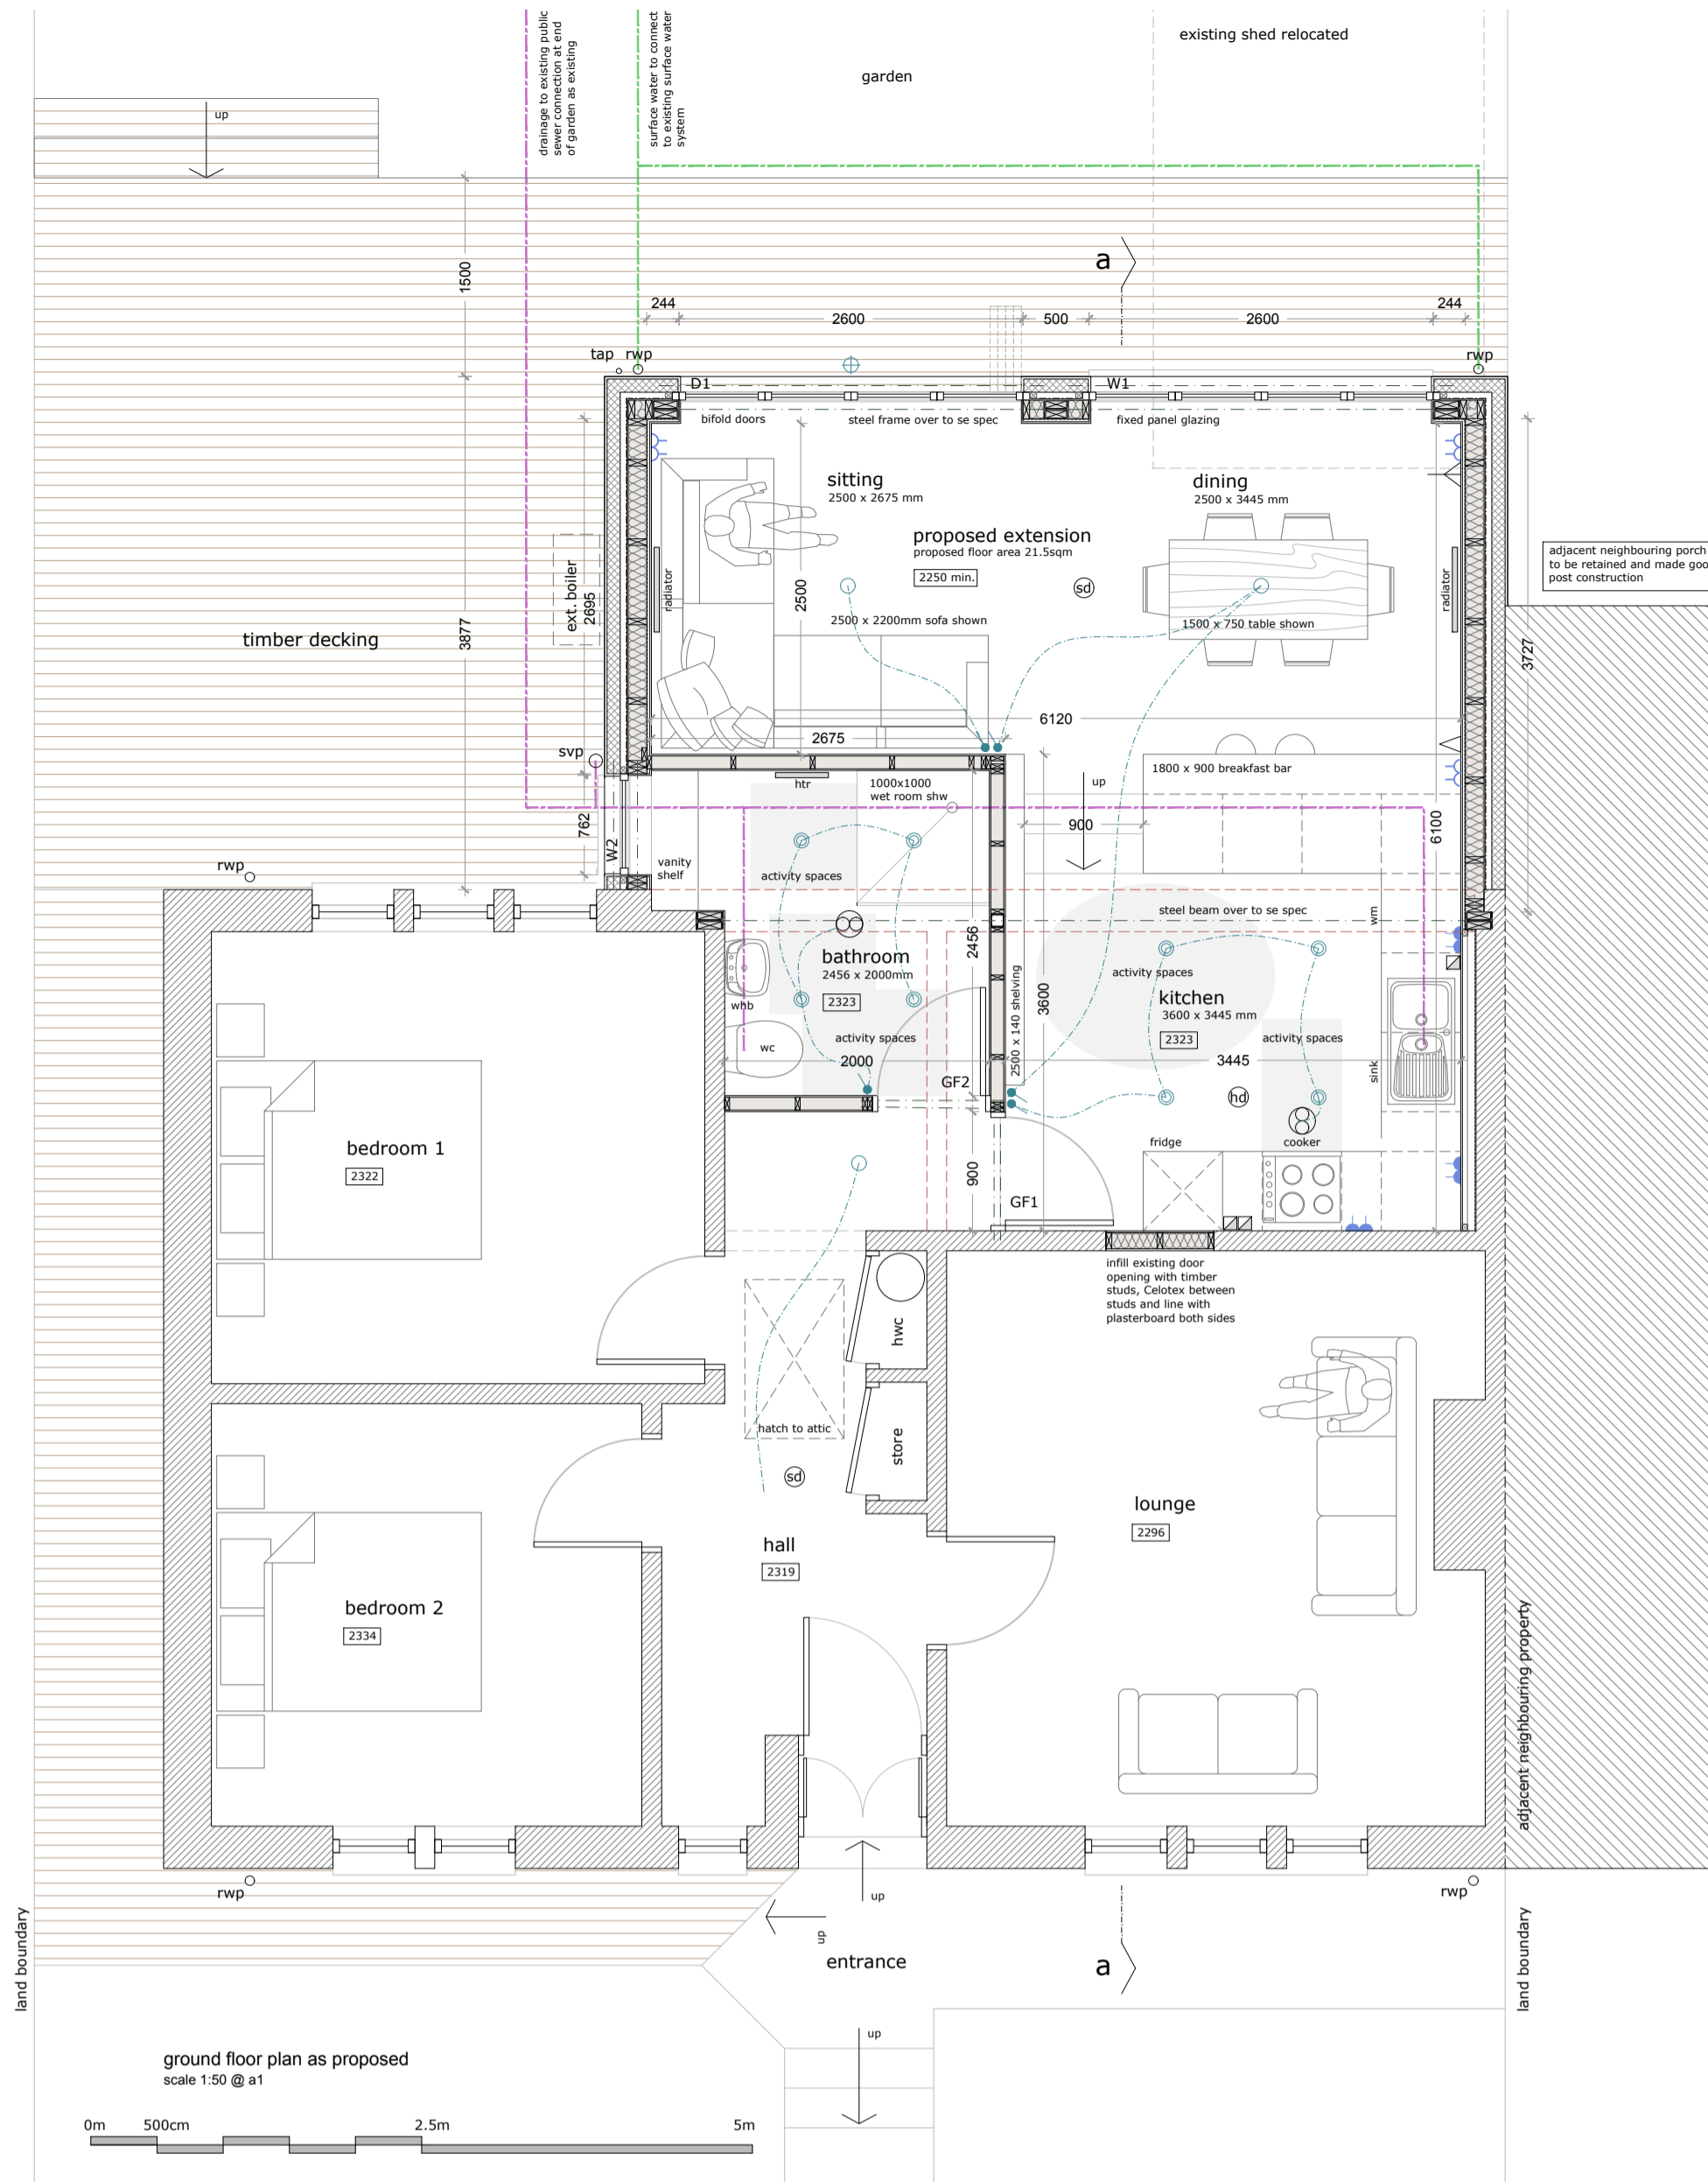 existing shed relocated
garden
drainage to existing public
sewer connection at end
of garden as existing
surface water to connect
to existing surface water
system
up
1500
a
244
2600
500
2600
244
tap
rwp
rwp
D1
W1
bifold doors
steel frame over to se spec
fixed panel glazing
sitting
2500 x 2675 mm
dining
2500 x 3445 mm
proposed extension
proposed floor area 21.5sqm
2250 min.
sd
adjacent neighbouring porch
to be retained and made goo
post construction
radiator
radiator
ext. boiler
2695
2500
2500 x 2200mm sofa shown
1500 x 750 table shown
timber decking
3877
3727
6120
2675
svp
htr
1000x1000
wet room shw
up
1800 x 900 breakfast bar
762
W2
900
6100
rwp
vanity
shelf
activity spaces
steel beam over to se spec
wm
2456
bathroom
2456 x 2000mm
2323
activity spaces
kitchen
3600 x 3445 mm
2323
3600
2500 x 140 shelving
whb
wc
activity spaces
activity spaces
2000
3445
sink
GF2
hd
bedroom 1
2322
fridge
cooker
900
GF1
infill existing door
opening with timber
studs, Celotex between
studs and line with
plasterboard both sides
hwc
hatch to attic
store
sd
lounge
2296
hall
2319
bedroom 2
2334
adjacent neighbouring property
rwp
rwp
up
up
entrance
a
land boundary
land boundary
up
ground floor plan as proposed
scale 1:50 @ a1
0m
500cm
2.5m
5m